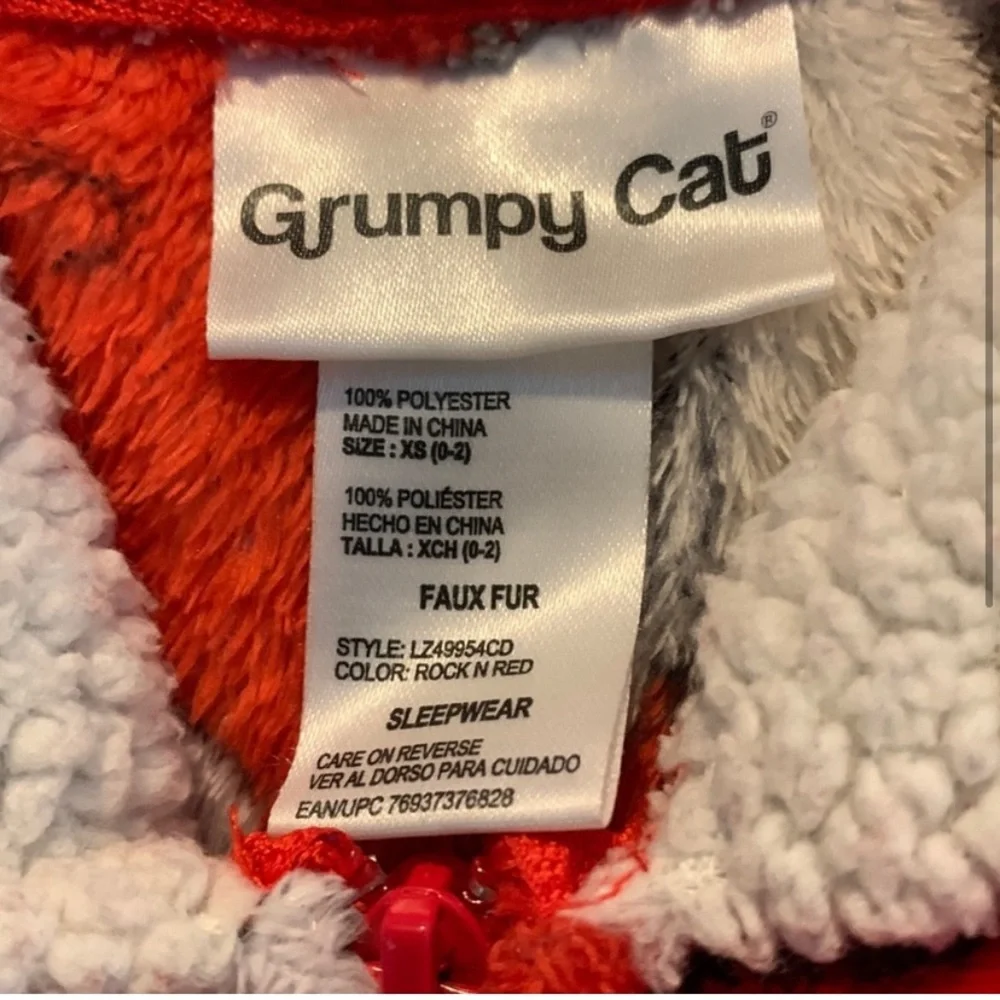 Grumpy Cat®
100% POLYESTER
MADE IN CHINA
SIZE : XS (0-2)
100% POLIÉSTER
HECHO EN CHINA
TALLA : XCH (0-2)
FAUX FUR
STYLE: LZ49954CD
COLOR: ROCK N RED
SLEEPWEAR
CARE ON REVERSE
VER AL DORSO PARA CUIDADO
EAN/UPC 76937376828